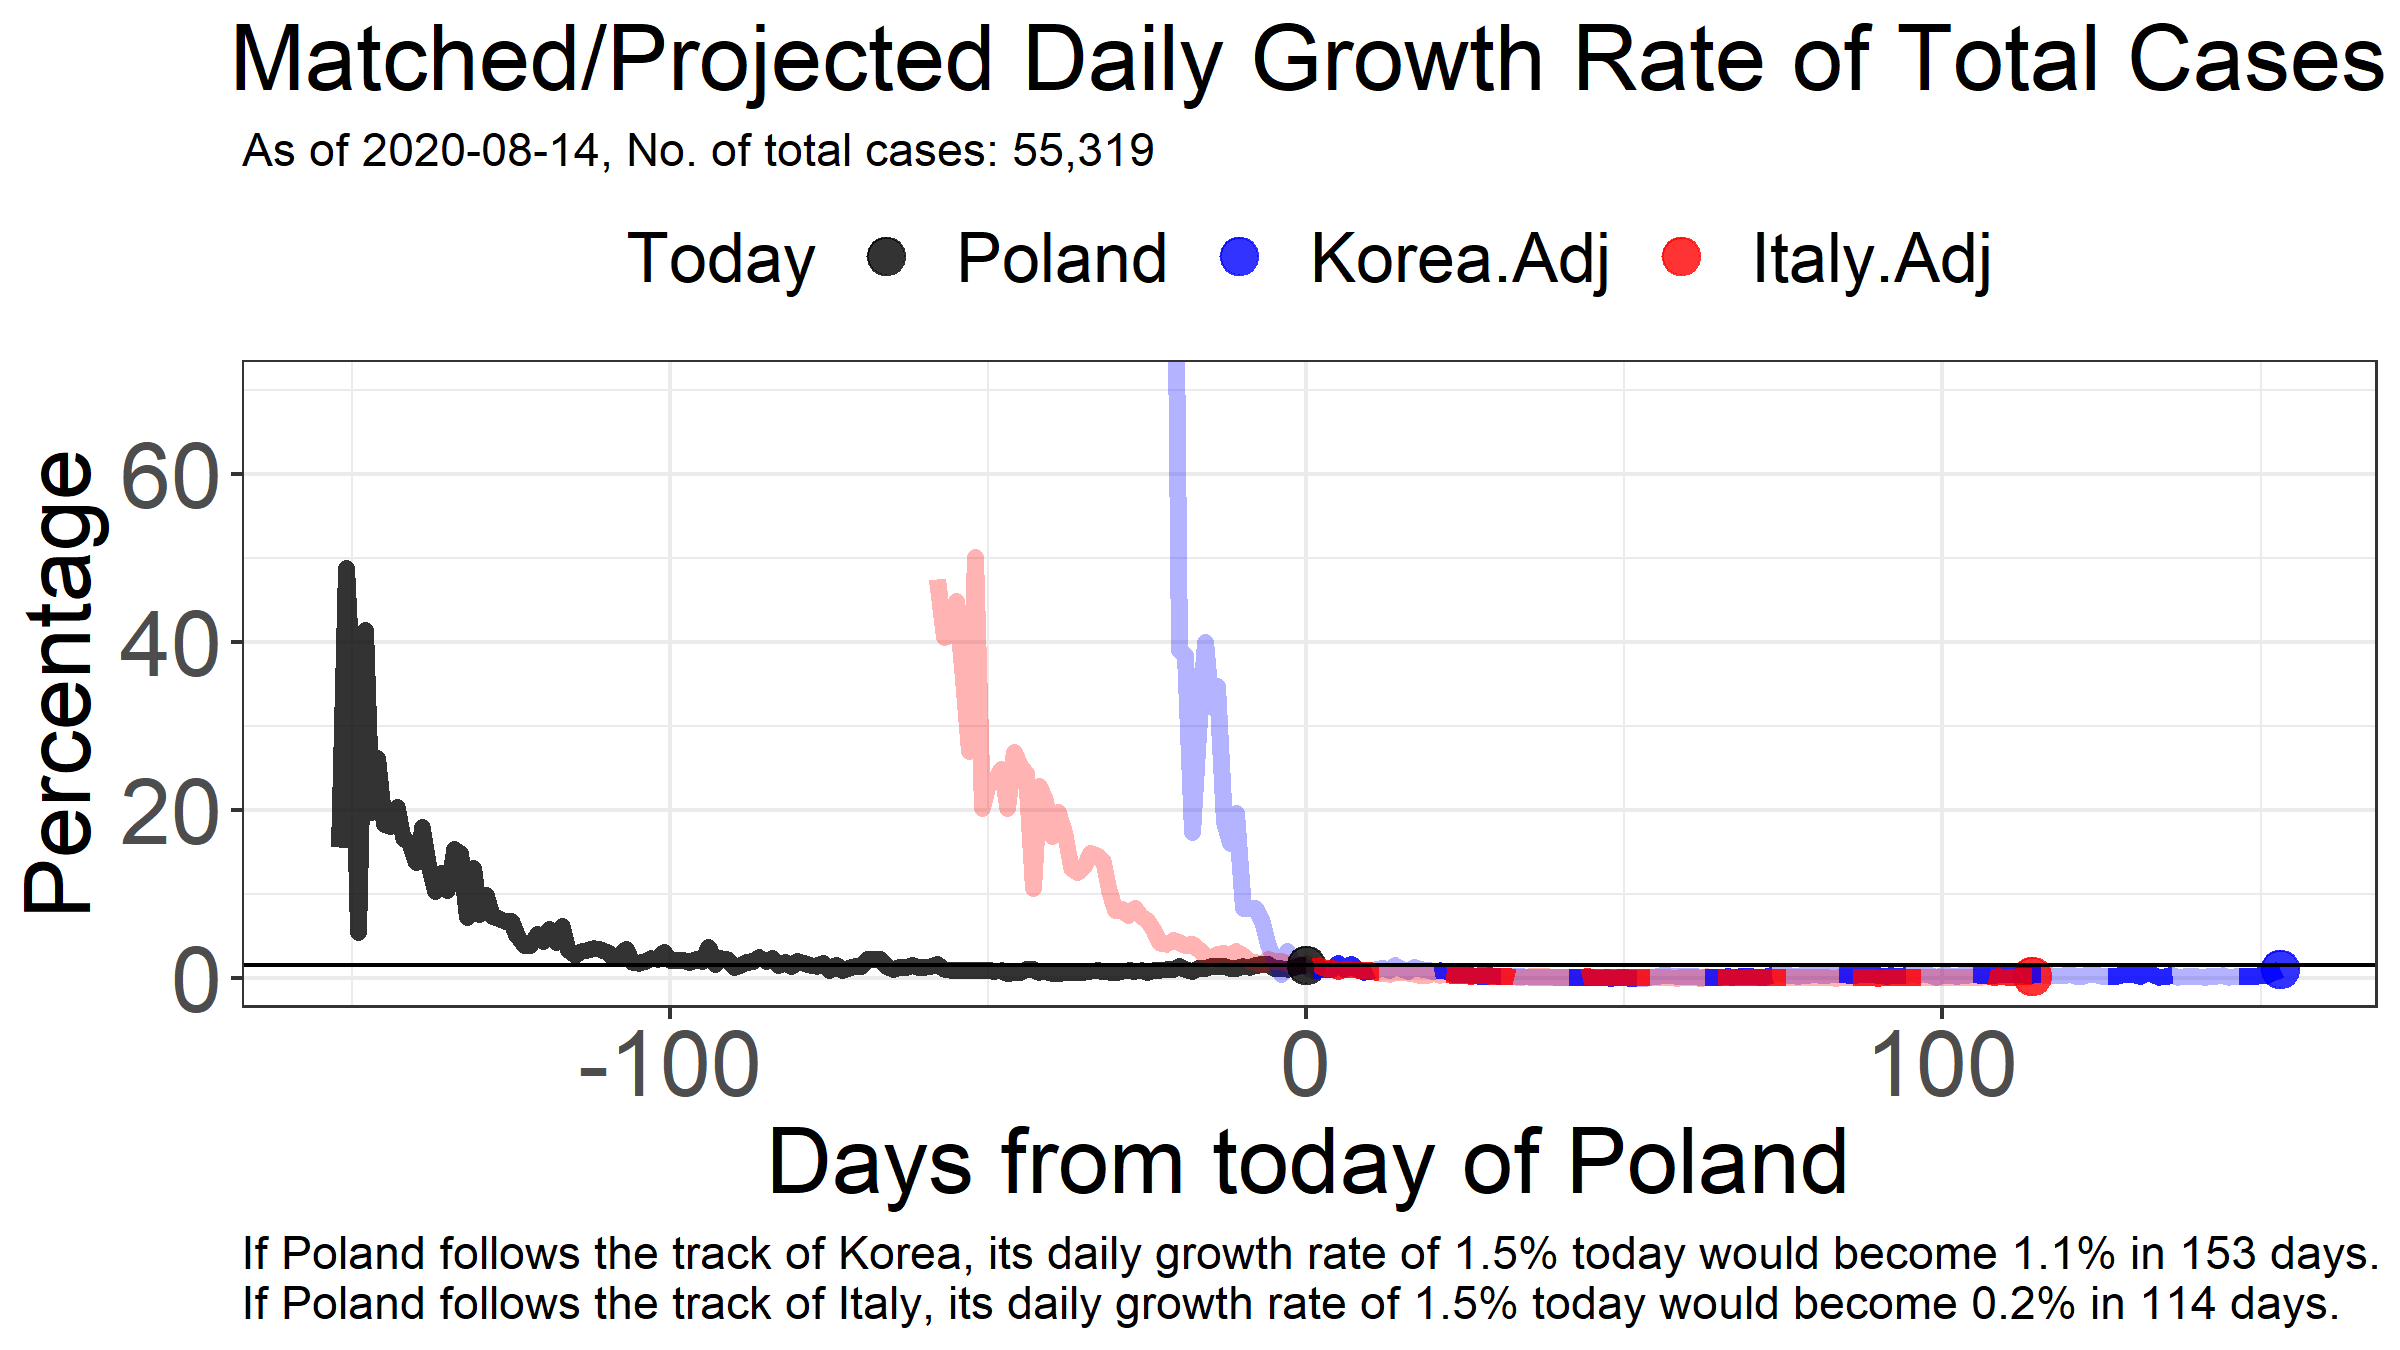 Matched/Projected Daily Growth Rate of Total Cases
As of 2020-08-14, No. of total cases: 55,319
Today Poland Korea.Adj Italy.Adj
Percentage
60
40
20
0
-100 0 100
Days from today of Poland
If Poland follows the track of Korea, its daily growth rate of 1.5% today would become 1.1% in 153 days.
If Poland follows the track of Italy, its daily growth rate of 1.5% today would become 0.2% in 114 days.